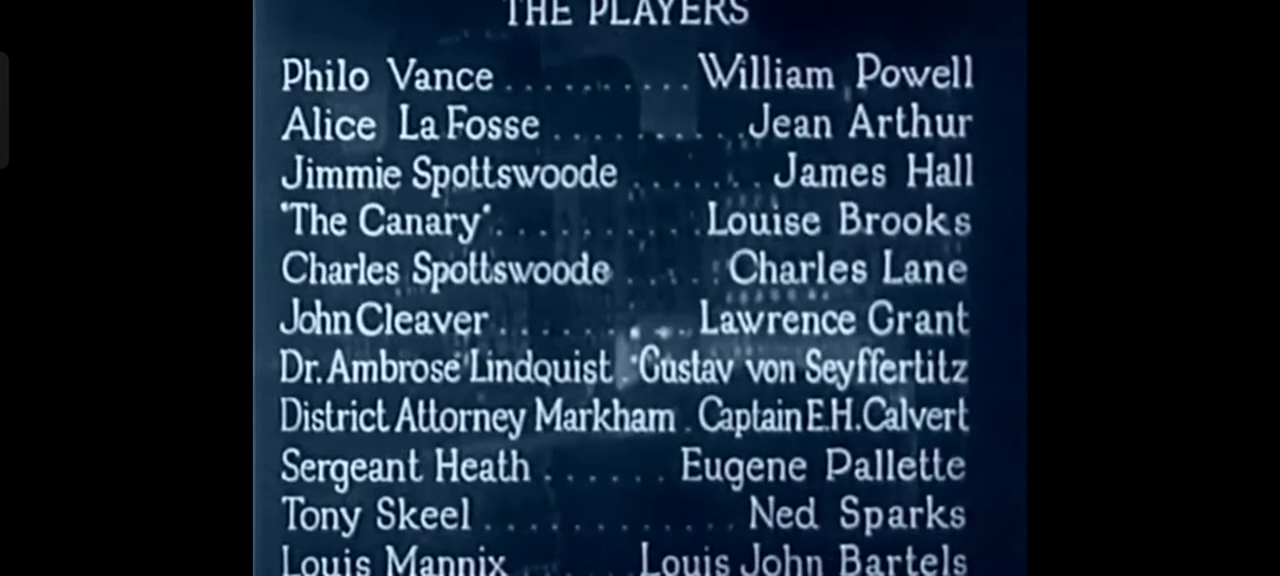 THE PLAYERS
Philo Vance .......... William Powell
Alice La Fosse .......... Jean Arthur
Jimmie Spottswoode ...... James Hall
"The Canary" .......... Louise Brooks
Charles Spottswoode ..... Charles Lane
John Cleaver ......... Lawrence Grant
Dr. Ambrose Lindquist . Gustav von Seyffertitz
District Attorney Markham . Captain E.H. Calvert
Sergeant Heath ...... Eugene Pallette
Tony Skeel ............ Ned Sparks
Louis Mannix ...... Louis John Bartels